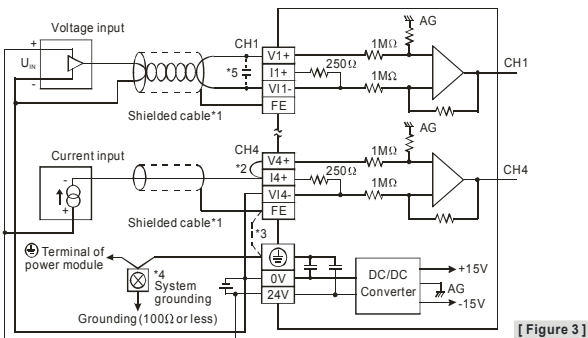 Voltage input
+
UIN
-
CH1
*5
Shielded cable*1
V1+
I1+
VI1-
FE
250Ω
1MΩ
1MΩ
AG
CH1
Current input
-
+
CH4
*2
Shielded cable*1
V4+
I4+
VI4-
FE
250Ω
1MΩ
1MΩ
AG
CH4
*3
Terminal of
power module
*4
System
grounding
Grounding (100Ω or less)
0V
24V
DC/DC
Converter
+15V
AG
-15V
[ Figure 3 ]